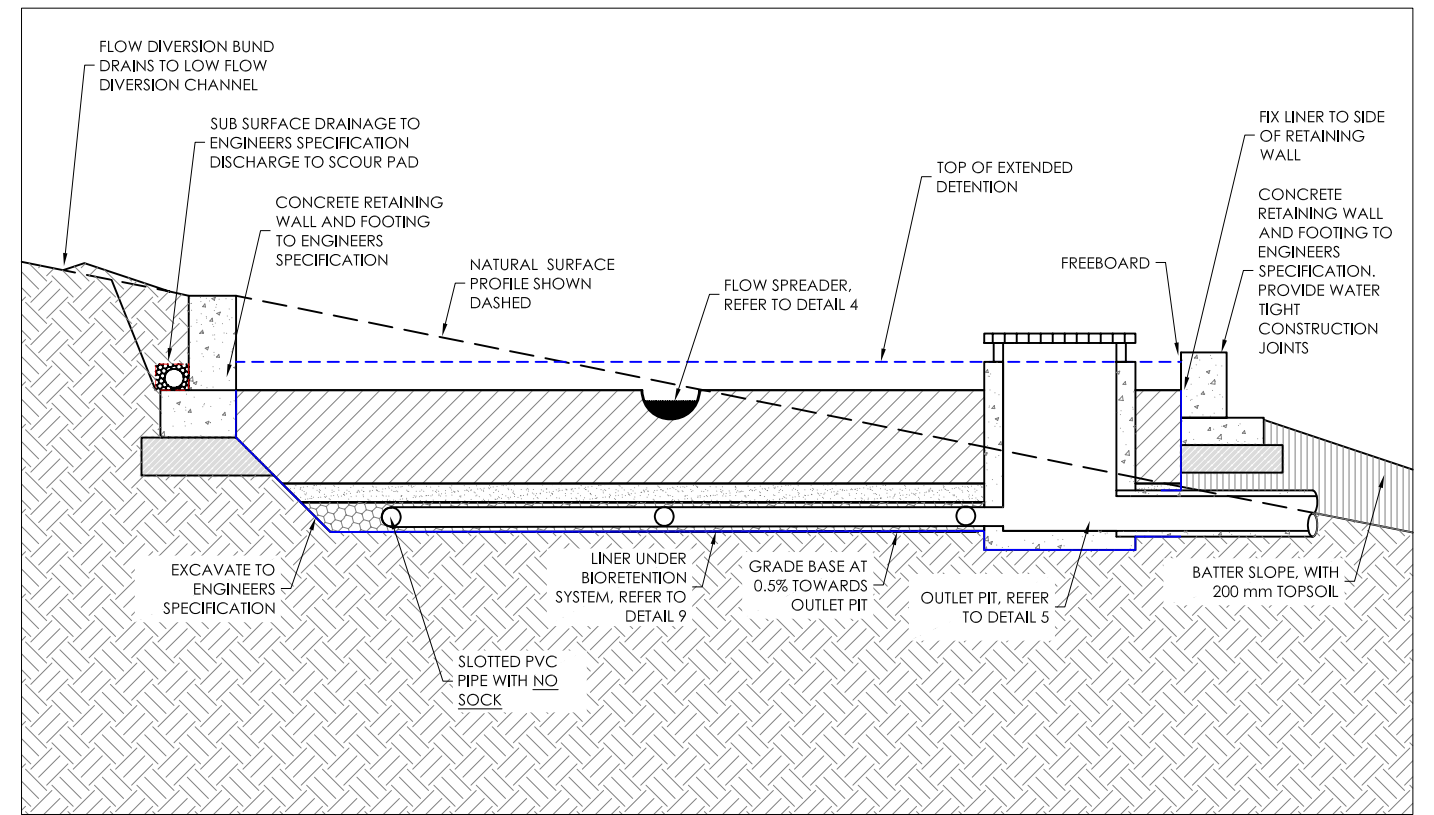 FLOW DIVERSION BUND
DRAINS TO LOW FLOW
DIVERSION CHANNEL
SUB SURFACE DRAINAGE TO
ENGINEERS SPECIFICATION
DISCHARGE TO SCOUR PAD
CONCRETE RETAINING
WALL AND FOOTING
TO ENGINEERS
SPECIFICATION
NATURAL SURFACE
PROFILE SHOWN
DASHED
FLOW SPREADER,
REFER TO DETAIL 4
TOP OF EXTENDED
DETENTION
FREEBOARD
FIX LINER TO SIDE
OF RETAINING
WALL
CONCRETE
RETAINING WALL
AND FOOTING TO
ENGINEERS
SPECIFICATION.
PROVIDE WATER
TIGHT
CONSTRUCTION
JOINTS
EXCAVATE TO
ENGINEERS
SPECIFICATION
SLOTTED PVC
PIPE WITH NO
SOCK
LINER UNDER
BIORETENTION
SYSTEM, REFER TO
DETAIL 9
GRADE BASE AT
0.5% TOWARDS
OUTLET PIT
OUTLET PIT, REFER
TO DETAIL 5
BATTER SLOPE, WITH
200 mm TOPSOIL